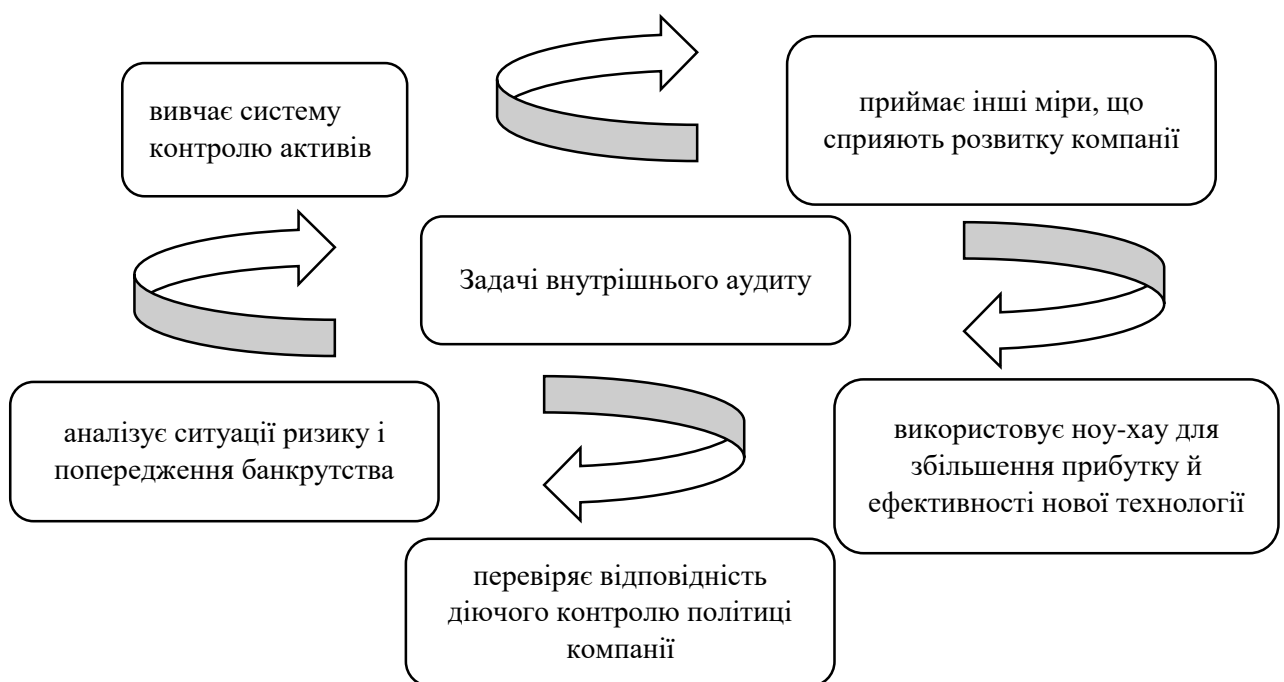 вивчає систему
контролю активів
приймає інші міри, що
сприяють розвитку компанії
Задачі внутрішнього аудиту
аналізує ситуації ризику і
попередження банкрутства
використовує ноу-хау для
збільшення прибутку й
ефективності нової технології
перевіряє відповідність
діючого контролю політиці
компанії